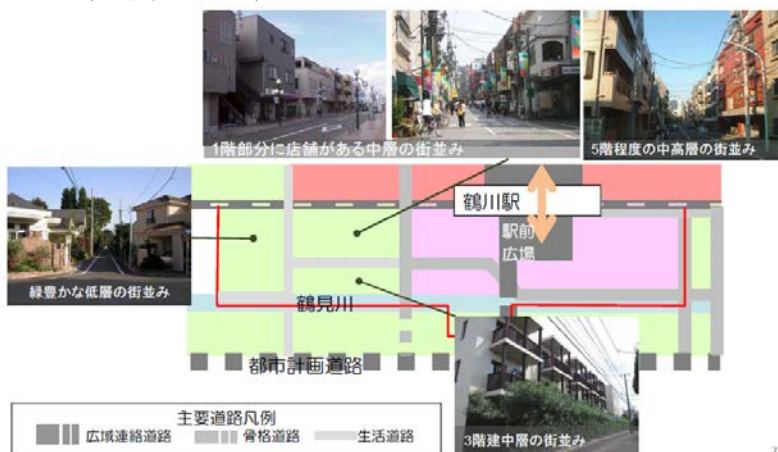 1階部分に店舗がある中層の街並み
5階程度の中高層の街並み
鶴川駅
駅前
広場
緑豊かな低層の街並み
鶴見川
都市計画道路
3階建中層の街並み
主要道路凡例
広域連絡道路 骨格道路 生活道路